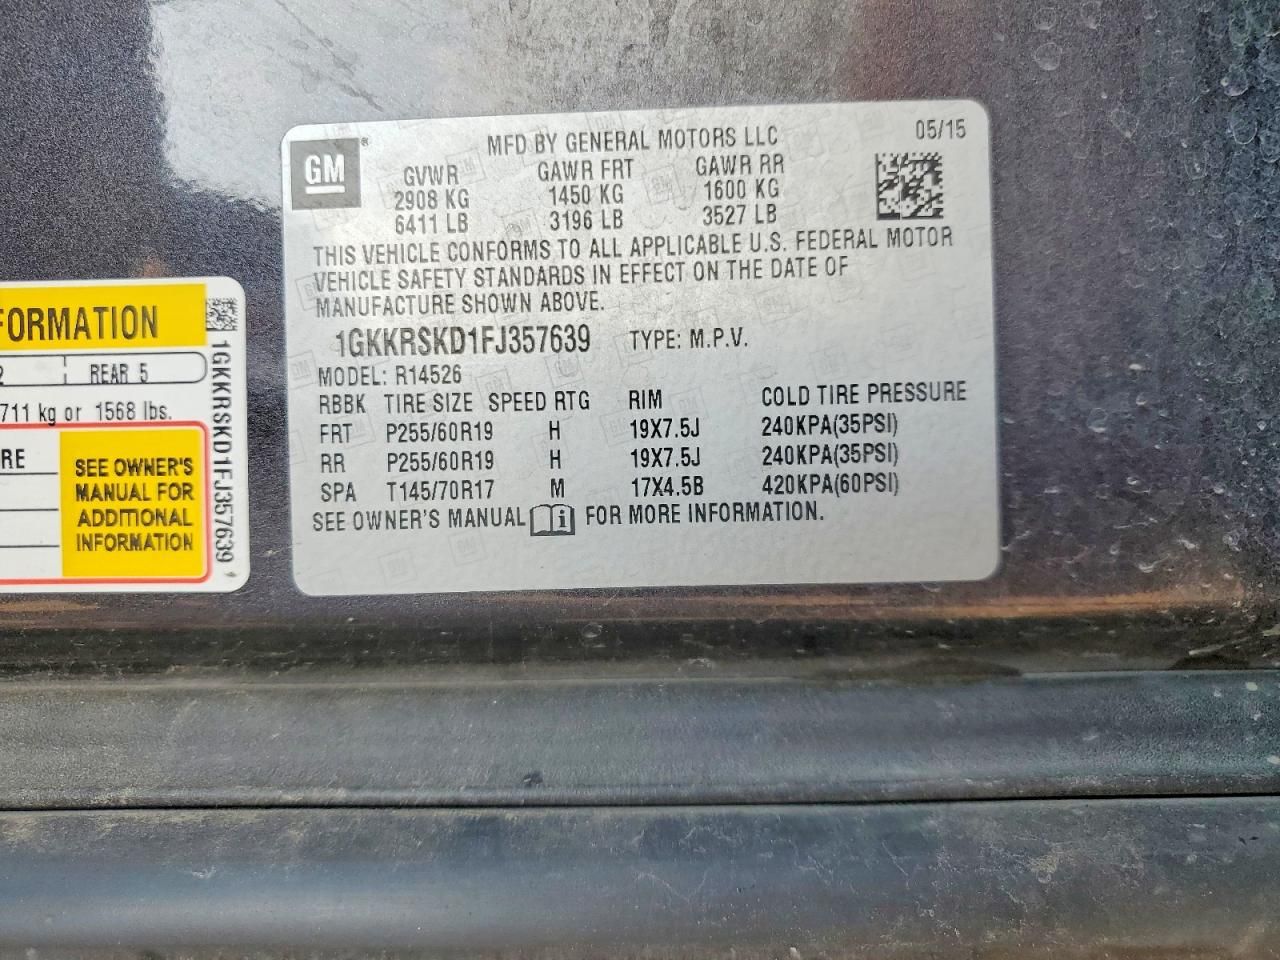 GM ®
MFD BY GENERAL MOTORS LLC 05/15
GVWR GAWR FRT GAWR RR
2908 KG 1450 KG 1600 KG
6411 LB 3196 LB 3527 LB
THIS VEHICLE CONFORMS TO ALL APPLICABLE U.S. FEDERAL MOTOR
VEHICLE SAFETY STANDARDS IN EFFECT ON THE DATE OF
MANUFACTURE SHOWN ABOVE.
1GKKRSKD1FJ357639 TYPE: M.P.V.
MODEL: R14526
RBBK TIRE SIZE SPEED RTG RIM COLD TIRE PRESSURE
FRT P255/60R19 H 19X7.5J 240KPA(35PSI)
RR P255/60R19 H 19X7.5J 240KPA(35PSI)
SPA T145/70R17 M 17X4.5B 420KPA(60PSI)
SEE OWNER'S MANUAL FOR MORE INFORMATION.
FORMATION
2 REAR 5
711 kg or 1568 lbs.
RE
SEE OWNER'S
MANUAL FOR
ADDITIONAL
INFORMATION
1GKKRSKD1FJ357639